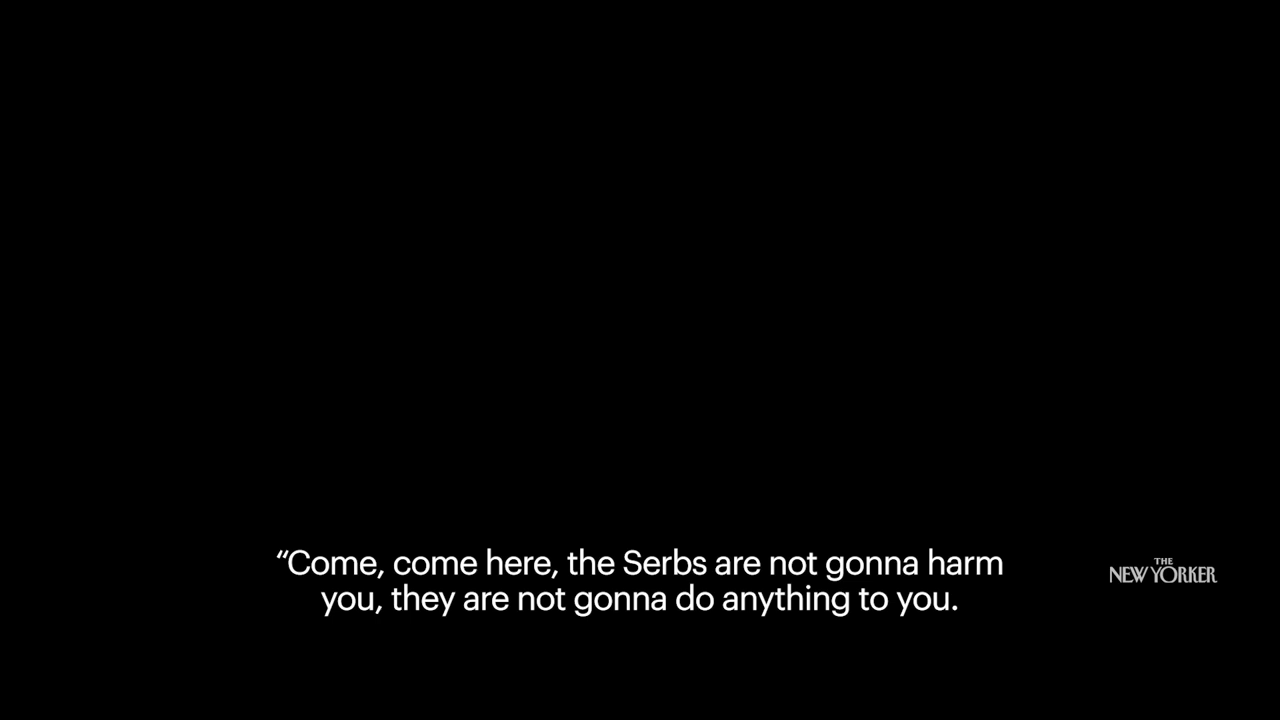 “Come, come here, the Serbs are not gonna harm
you, they are not gonna do anything to you.
THE
NEW YORKER